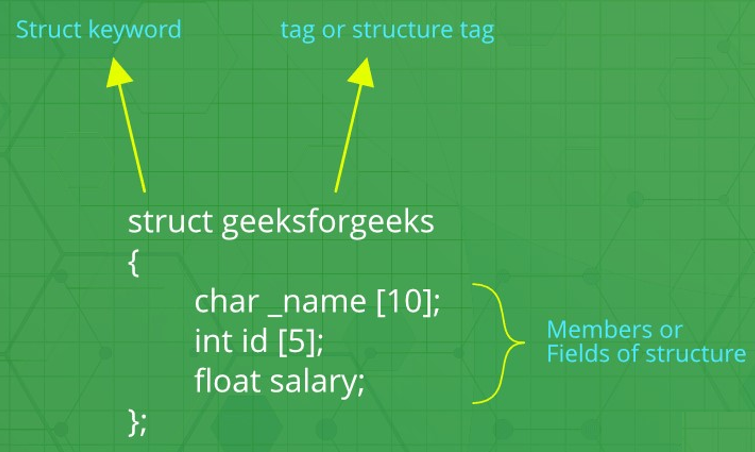 Struct keyword
tag or structure tag
struct geeksforgeeks
{
char _name [10];
int id [5];
float salary;
};
Members or
Fields of structure